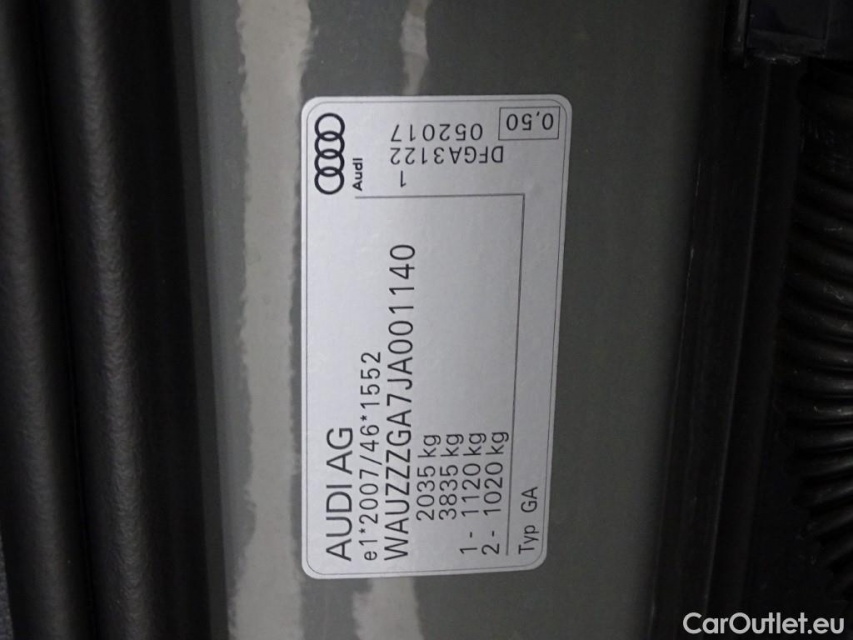 AUDI AG
e1*2007/46*1552
WAUZZZGA7JA001140
2035 kg
3835 kg
1 - 1120 kg
2 - 1020 kg
Typ GA
Audi
1
DFGA3122
052017
0,50
CarOutlet.eu